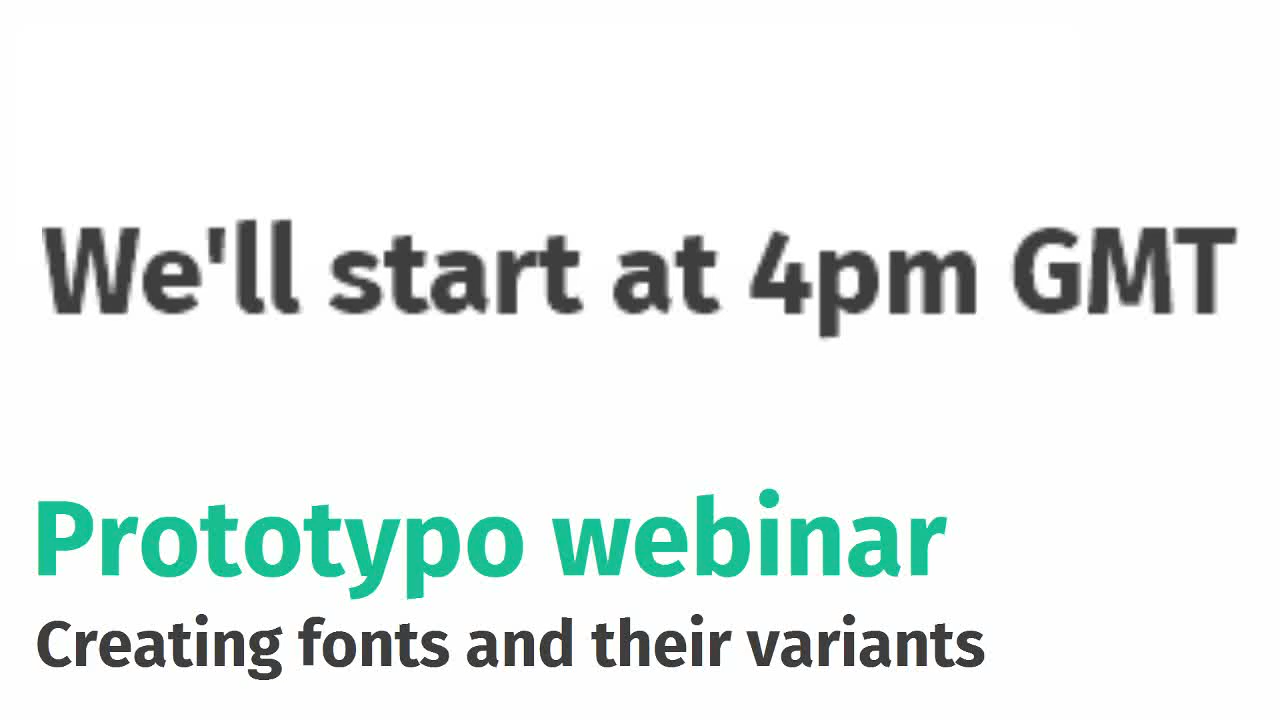 We'll start at 4pm GMT
Prototypo webinar
Creating fonts and their variants